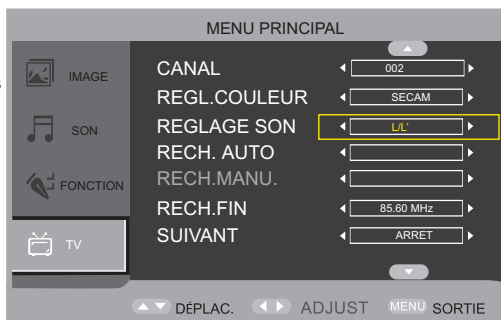 MENU PRINCIPAL
IMAGE
SON
FONCTION
TV
CANAL 002
REGL.COULEUR SECAM
REGLAGE SON L/L'
RECH. AUTO
RECH.MANU.
RECH.FIN 85.60 MHz
SUIVANT ARRET
DÉPLAC. ADJUST MENU SORTIE